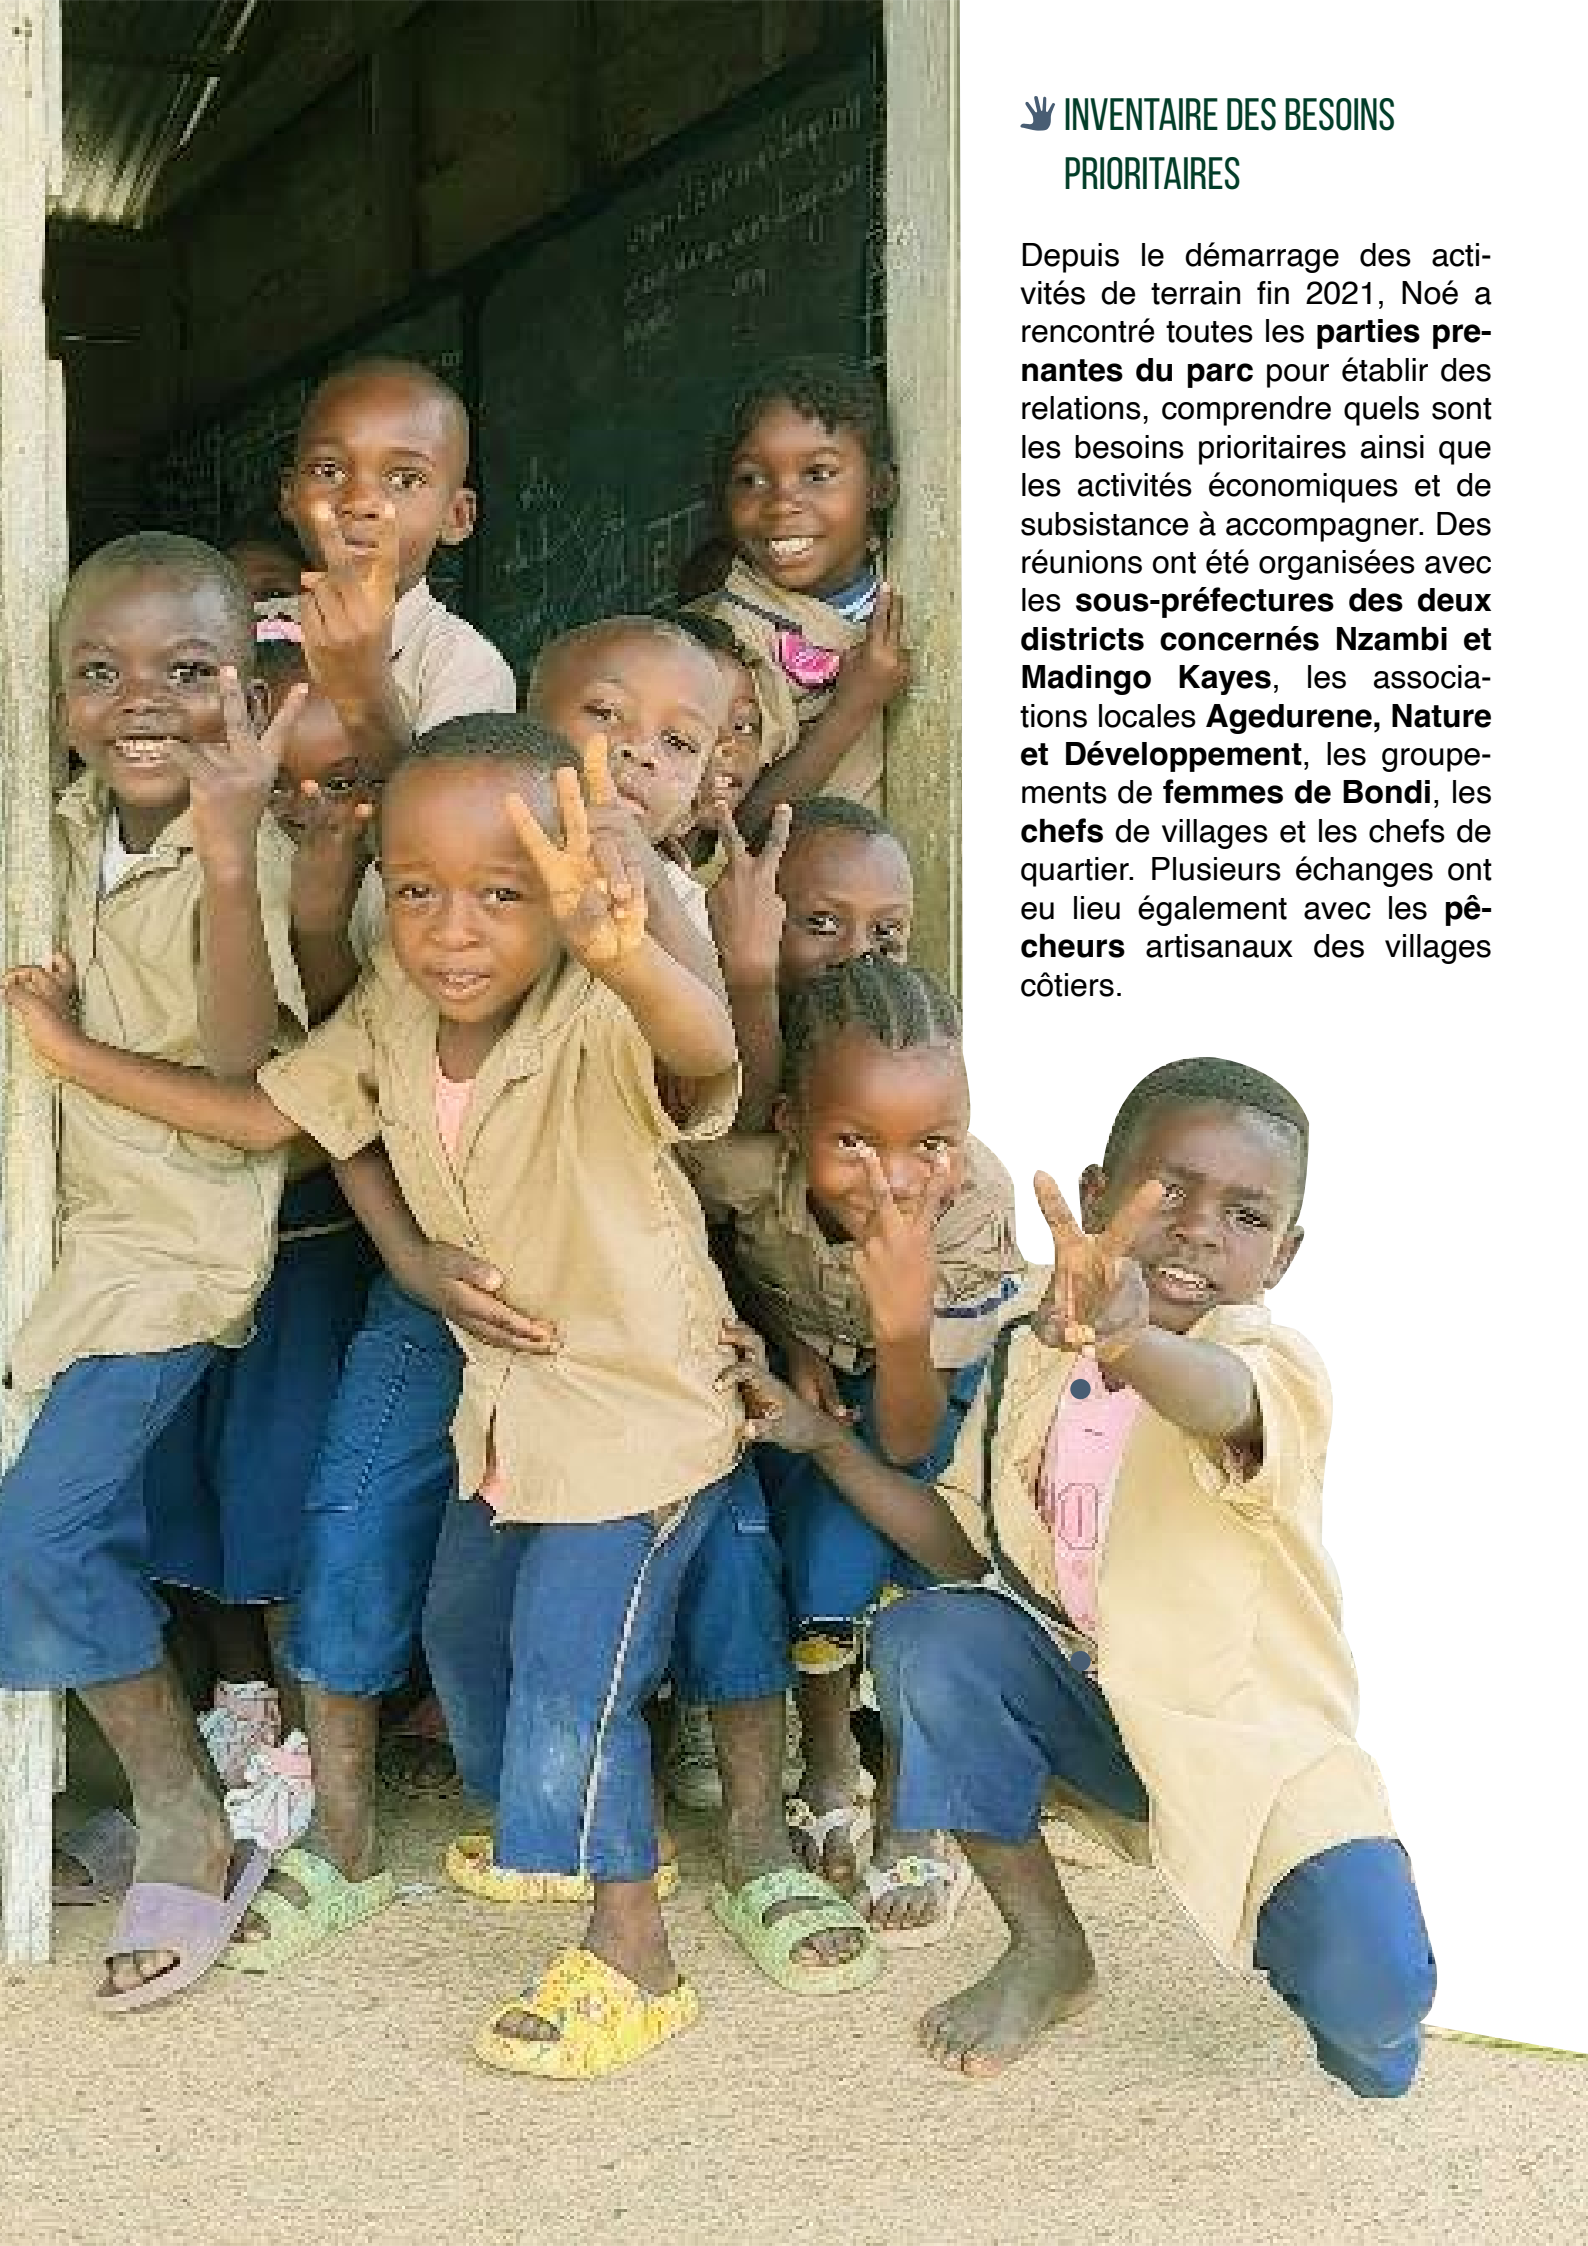 INVENTAIRE DES BESOINS
PRIORITAIRES
Depuis le démarrage des acti-
vités de terrain fin 2021, Noé a
rencontré toutes les parties pre-
nantes du parc pour établir des
relations, comprendre quels sont
les besoins prioritaires ainsi que
les activités économiques et de
subsistance à accompagner. Des
réunions ont été organisées avec
les sous-préfectures des deux
districts concernés Nzambi et
Madingo Kayes, les associa-
tions locales Agedurene, Nature
et Développement, les groupe-
ments de femmes de Bondi, les
chefs de villages et les chefs de
quartier. Plusieurs échanges ont
eu lieu également avec les pê-
cheurs artisanaux des villages
côtiers.